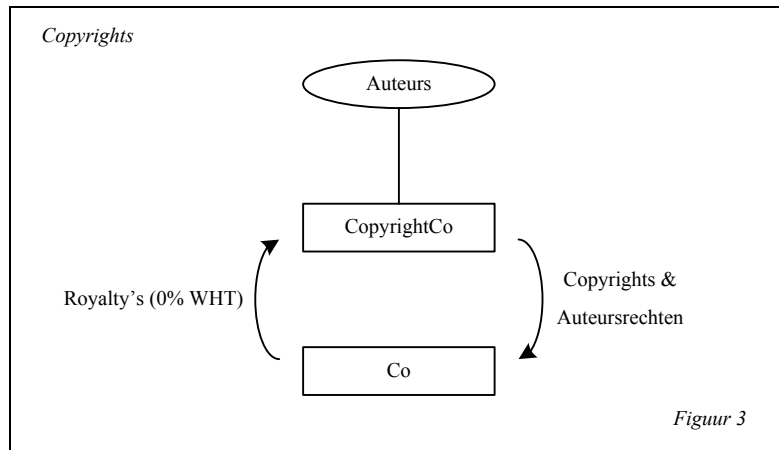 Copyrights
Auteurs
CopyrightCo
Royalty’s (0% WHT)
Copyrights &
Auteursrechten
Co
Figuur 3